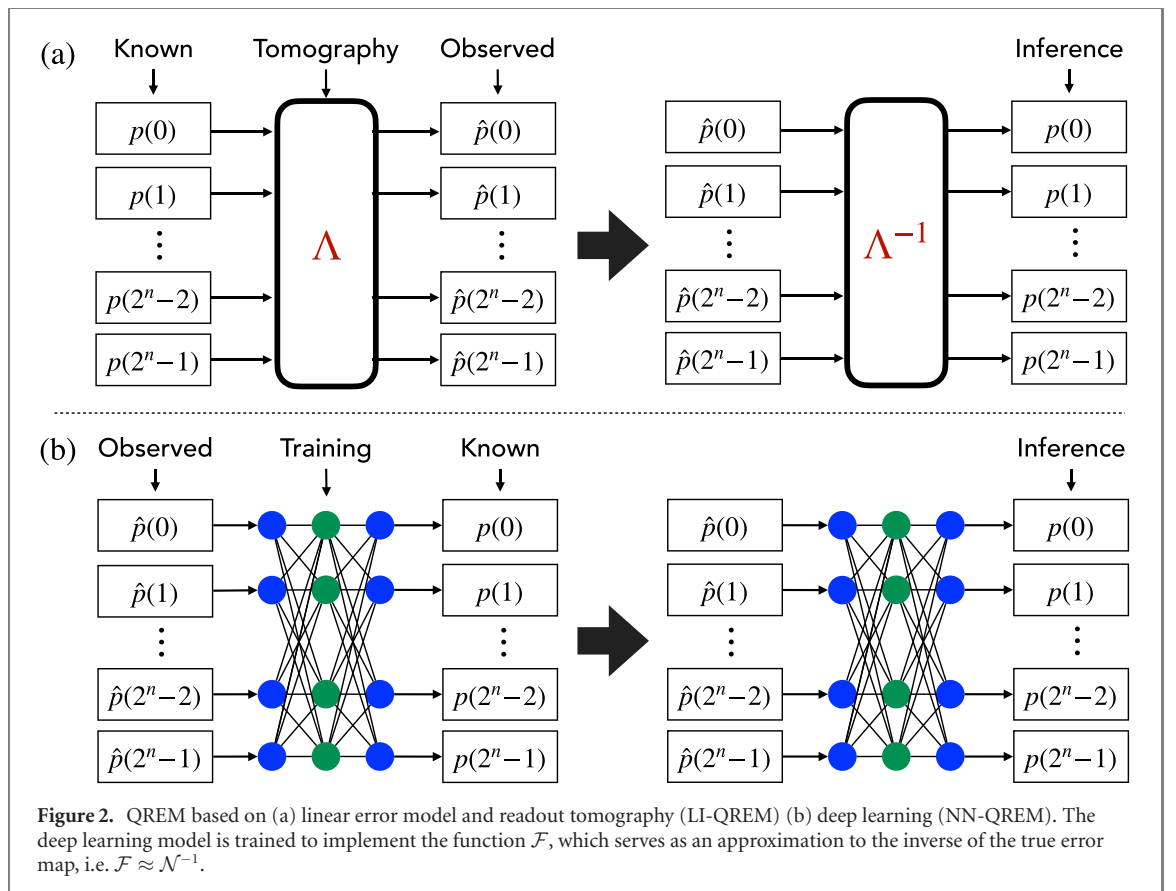 (a)
Known Tomography Observed Inference
p(0) p̂(0) p̂(0) p(0)
p(1) p̂(1) p̂(1) p(1)
⋮ Λ ⋮ ⋮ Λ⁻¹ ⋮
p(2ⁿ−2) p̂(2ⁿ−2) p̂(2ⁿ−2) p(2ⁿ−2)
p(2ⁿ−1) p̂(2ⁿ−1) p̂(2ⁿ−1) p(2ⁿ−1)
(b)
Observed Training Known Inference
p̂(0) p(0) p̂(0) p(0)
p̂(1) p(1) p̂(1) p(1)
⋮ ⋮ ⋮ ⋮
p̂(2ⁿ−2) p(2ⁿ−2) p̂(2ⁿ−2) p(2ⁿ−2)
p̂(2ⁿ−1) p(2ⁿ−1) p̂(2ⁿ−1) p(2ⁿ−1)
Figure 2. QREM based on (a) linear error model and readout tomography (LI-QREM) (b) deep learning (NN-QREM). The
deep learning model is trained to implement the function ℱ, which serves as an approximation to the inverse of the true error
map, i.e. ℱ ≈ 𝒩⁻¹.